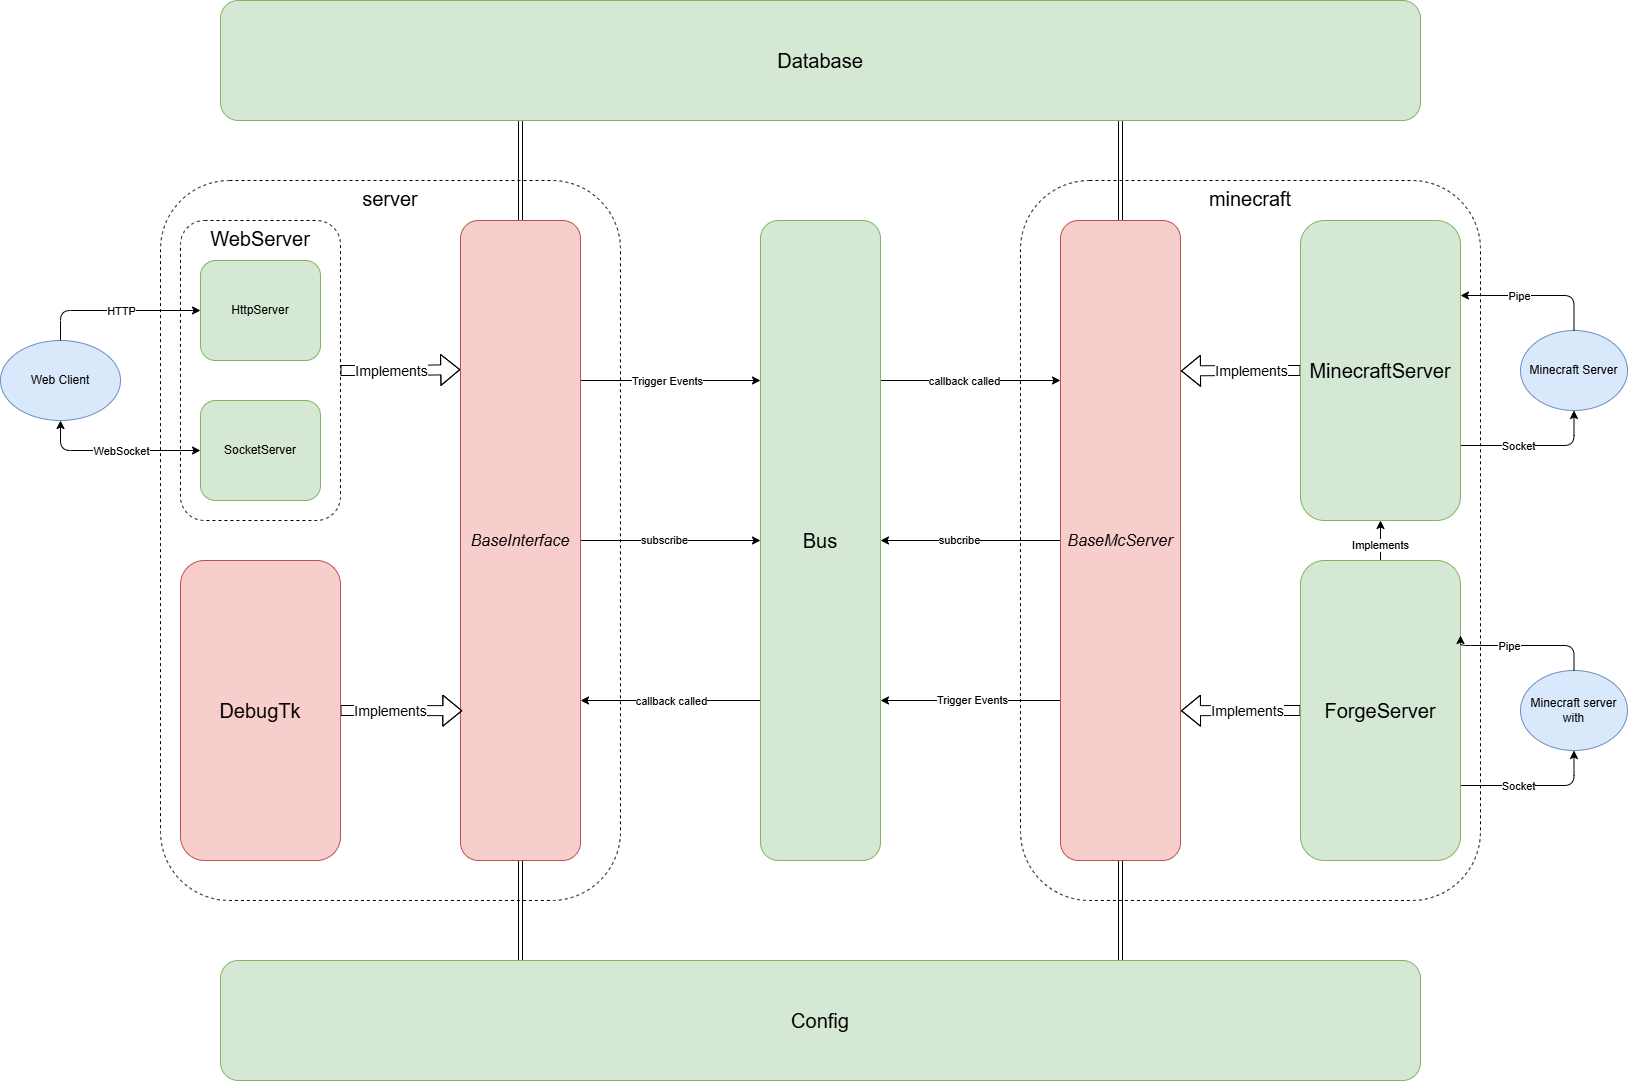 Database
server
minecraft
WebServer
HttpServer
HTTP
Pipe
Web Client
Implements
Trigger Events
callback called
Implements
MinecraftServer
Minecraft Server
WebSocket
SocketServer
Socket
BaseInterface
subscribe
Bus
subcribe
BaseMcServer
Implements
Pipe
DebugTk
Implements
callback called
Trigger Events
Implements
ForgeServer
Minecraft server
with
Socket
Config